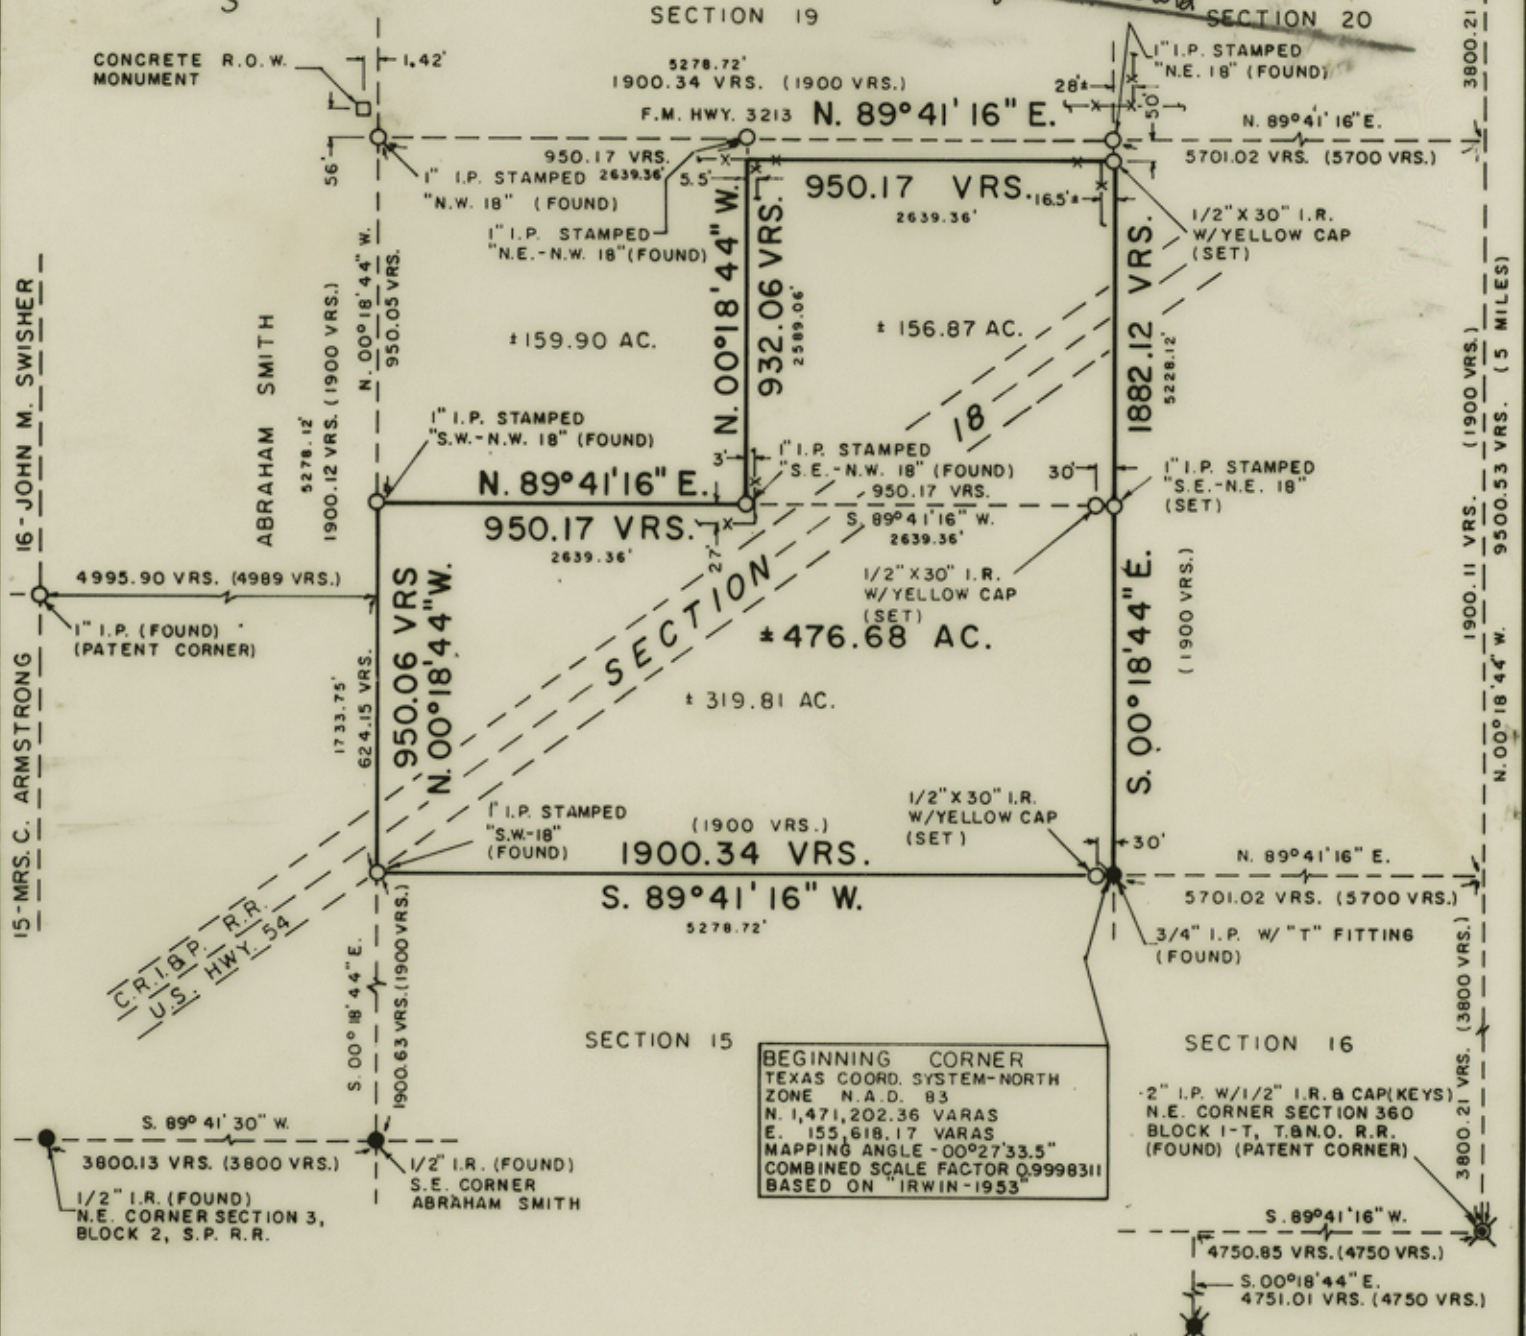 S
SECTION 19
SECTION 20
3800.21
CONCRETE R.O.W.
MONUMENT
1.42'
5278.72'
1900.34 VRS. (1900 VRS.)
F.M. HWY. 3213
N. 89°41'16" E.
28'±
50'
1" I.P. STAMPED
"N.E. 18" (FOUND)
N. 89°41'16" E.
5701.02 VRS. (5700 VRS.)
56'
950.17 VRS.
2639.36'
5.5'
1" I.P. STAMPED
"N.W. 18" (FOUND)
1" I.P. STAMPED
"N.E.-N.W. 18" (FOUND)
950.17 VRS.
2639.36'
16.5'±
1/2" X 30" I.R.
W/YELLOW CAP
(SET)
16-JOHN M. SWISHER
ABRAHAM SMITH
5278.12'
1900.12 VRS. (1900 VRS.)
N. 00°18'44" W.
950.05 VRS.
±159.90 AC.
N. 00°18'44" W.
932.06 VRS.
2589.06'
± 156.87 AC.
1882.12 VRS.
5228.12'
(1900 VRS.)
1900.11 VRS.
9500.53 VRS. (5 MILES)
1" I.P. STAMPED
"S.W.-N.W. 18" (FOUND)
N. 89°41'16" E.
950.17 VRS.
2639.36'
3'
27'
1" I.P. STAMPED
"S.E.-N.W. 18" (FOUND)
950.17 VRS.
S. 89°41'16" W.
2639.36'
30'
1" I.P. STAMPED
"S.E.-N.E. 18"
(SET)
1/2" X 30" I.R.
W/YELLOW CAP
(SET)
4995.90 VRS. (4989 VRS.)
1" I.P. (FOUND)
(PATENT CORNER)
15-MRS. C. ARMSTRONG
1733.75'
624.15 VRS.
950.06 VRS
N. 00°18'44" W.
SECTION 18
±476.68 AC.
± 319.81 AC.
S. 00°18'44" E.
(1900 VRS.)
N. 00°18'44" W.
1" I.P. STAMPED
"S.W.-18"
(FOUND)
(1900 VRS.)
1900.34 VRS.
S. 89°41'16" W.
5278.72'
1/2" X 30" I.R.
W/YELLOW CAP
(SET)
30'
N. 89°41'16" E.
5701.02 VRS. (5700 VRS.)
3/4" I.P. W/ "T" FITTING
(FOUND)
C.R.I.&P. R.R.
U.S. HWY. 54
S. 00°18'44" E.
1900.63 VRS. (1900 VRS.)
SECTION 15
SECTION 16
3800.21 VRS. (3800 VRS.)
BEGINNING CORNER
TEXAS COORD. SYSTEM-NORTH
ZONE N.A.D. 83
N. 1,471,202.36 VARAS
E. 155,618.17 VARAS
MAPPING ANGLE -00°27'33.5"
COMBINED SCALE FACTOR 0.9998311
BASED ON "IRWIN-1953"
2" I.P. W/1/2" I.R. & CAP(KEYS)
N.E. CORNER SECTION 360
BLOCK 1-T, T.&N.O. R.R.
(FOUND) (PATENT CORNER)
S. 89° 41' 30" W.
3800.13 VRS. (3800 VRS.)
1/2" I.R. (FOUND)
N.E. CORNER SECTION 3,
BLOCK 2, S.P. R.R.
1/2" I.R. (FOUND)
S.E. CORNER
ABRAHAM SMITH
S. 89°41'16" W.
4750.85 VRS. (4750 VRS.)
S. 00°18'44" E.
4751.01 VRS. (4750 VRS.)